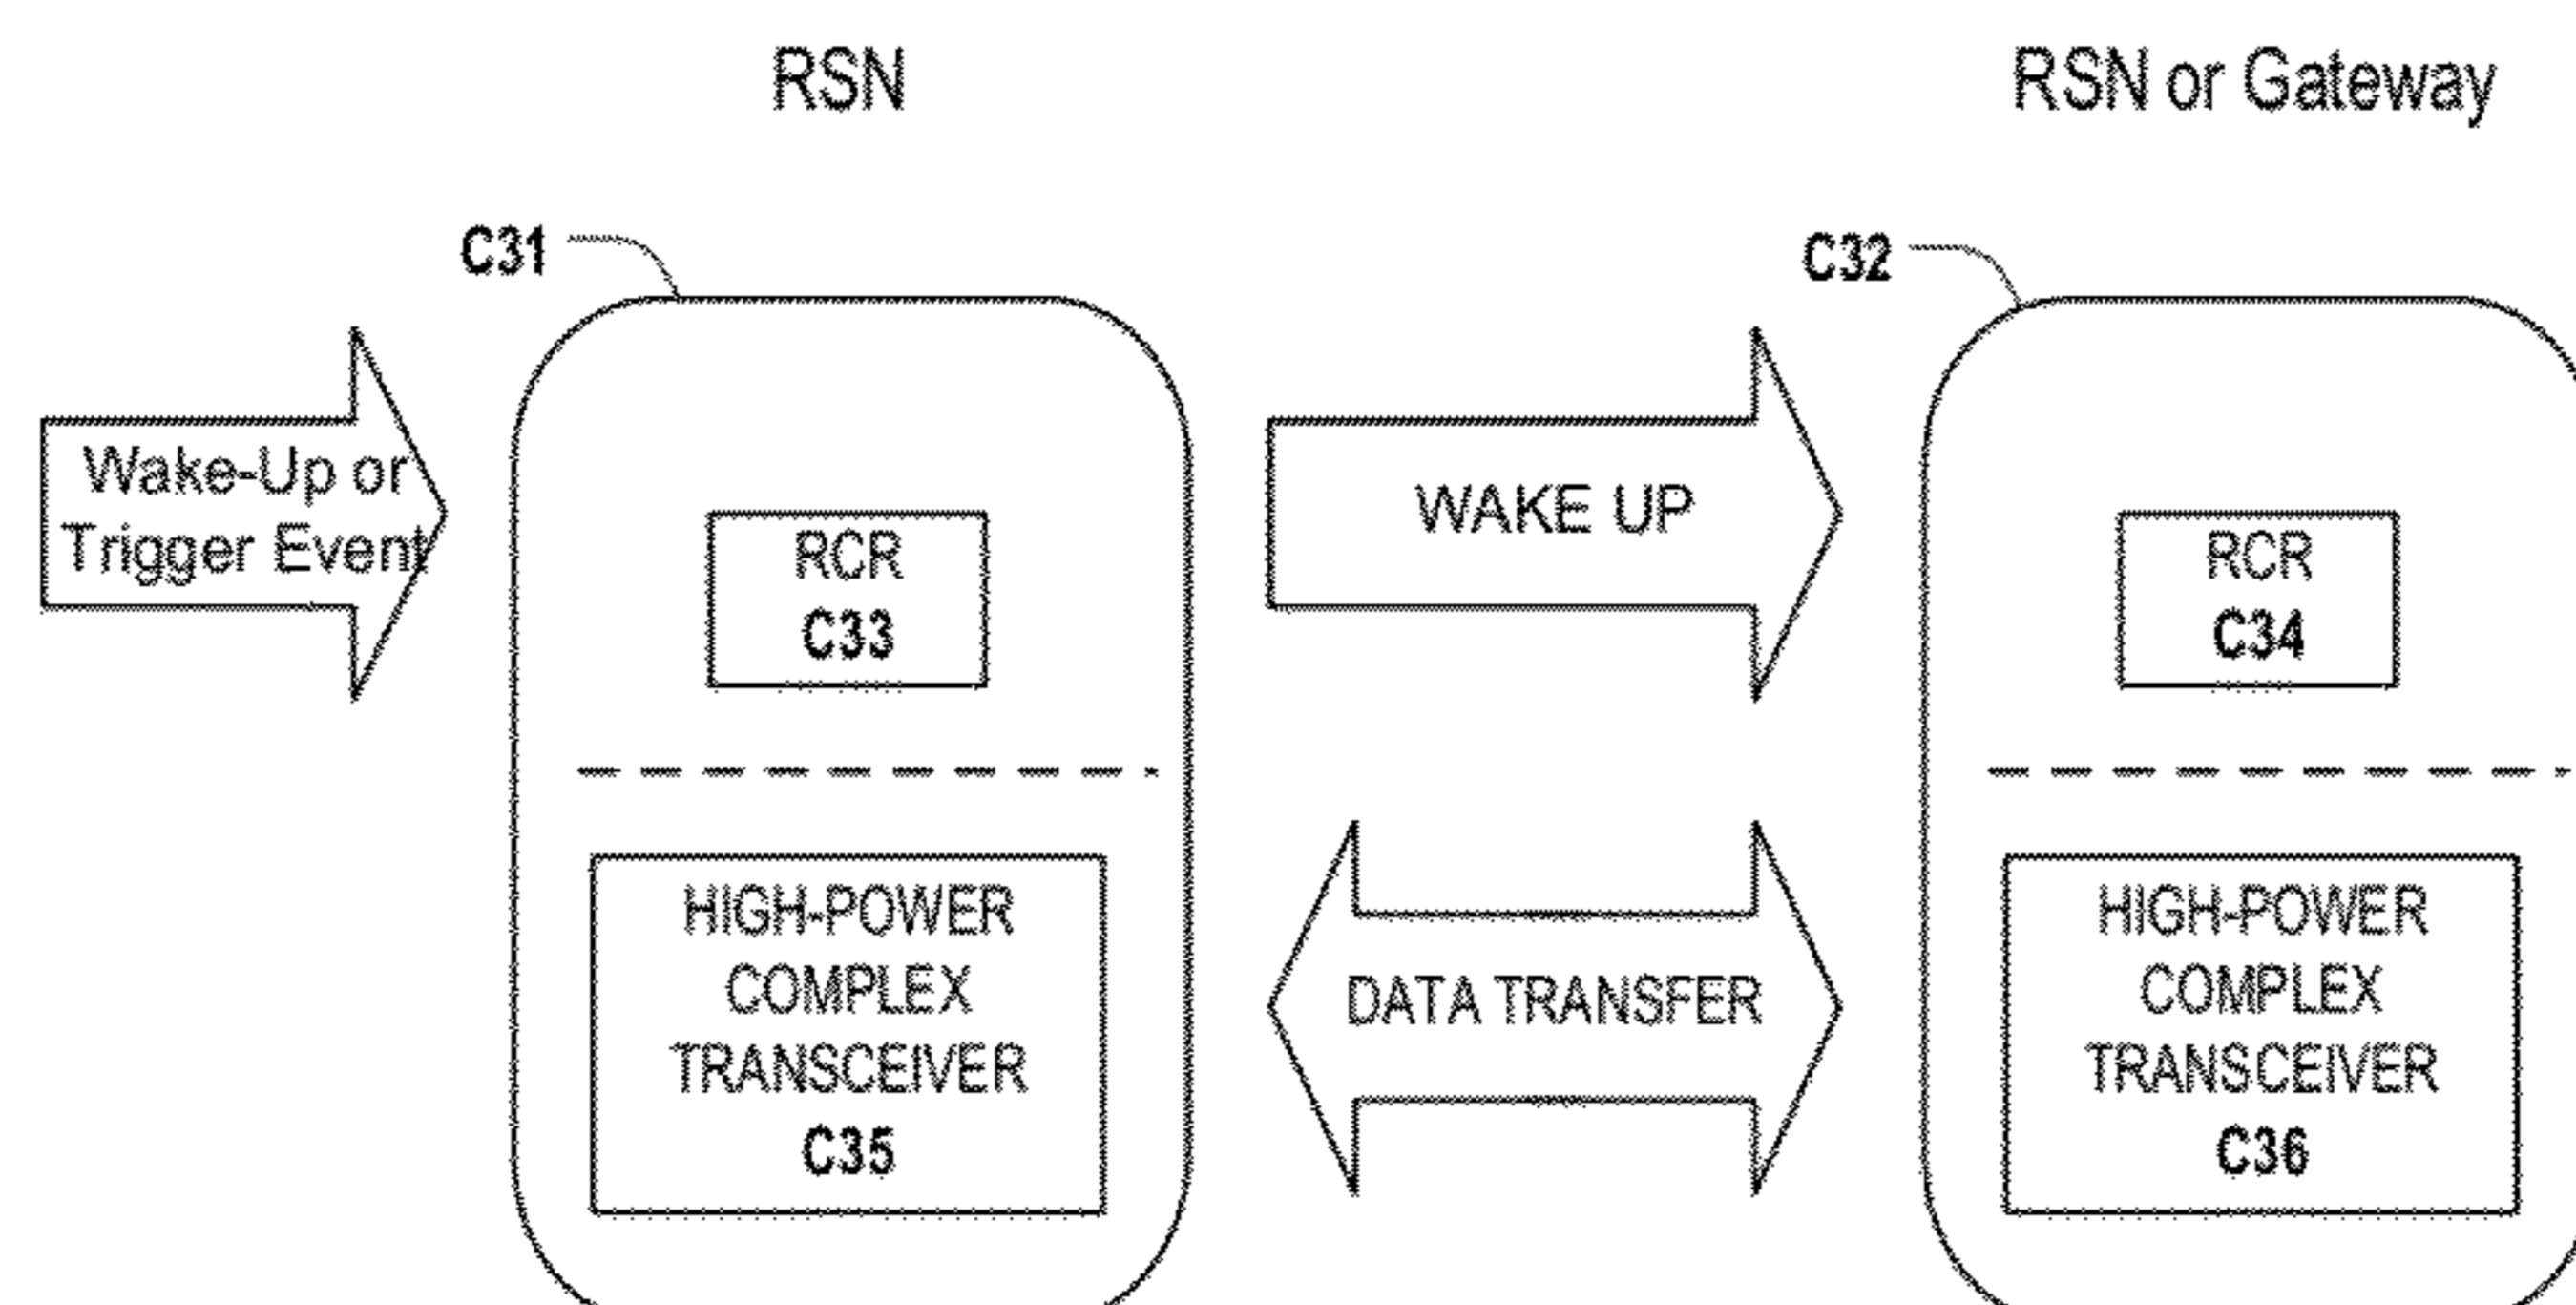 RSN
RSN or Gateway
C31
C32
Wake-Up or
Trigger Event
RCR
C33
WAKE UP
RCR
C34
HIGH-POWER
COMPLEX
TRANSCEIVER
C35
DATA TRANSFER
HIGH-POWER
COMPLEX
TRANSCEIVER
C36